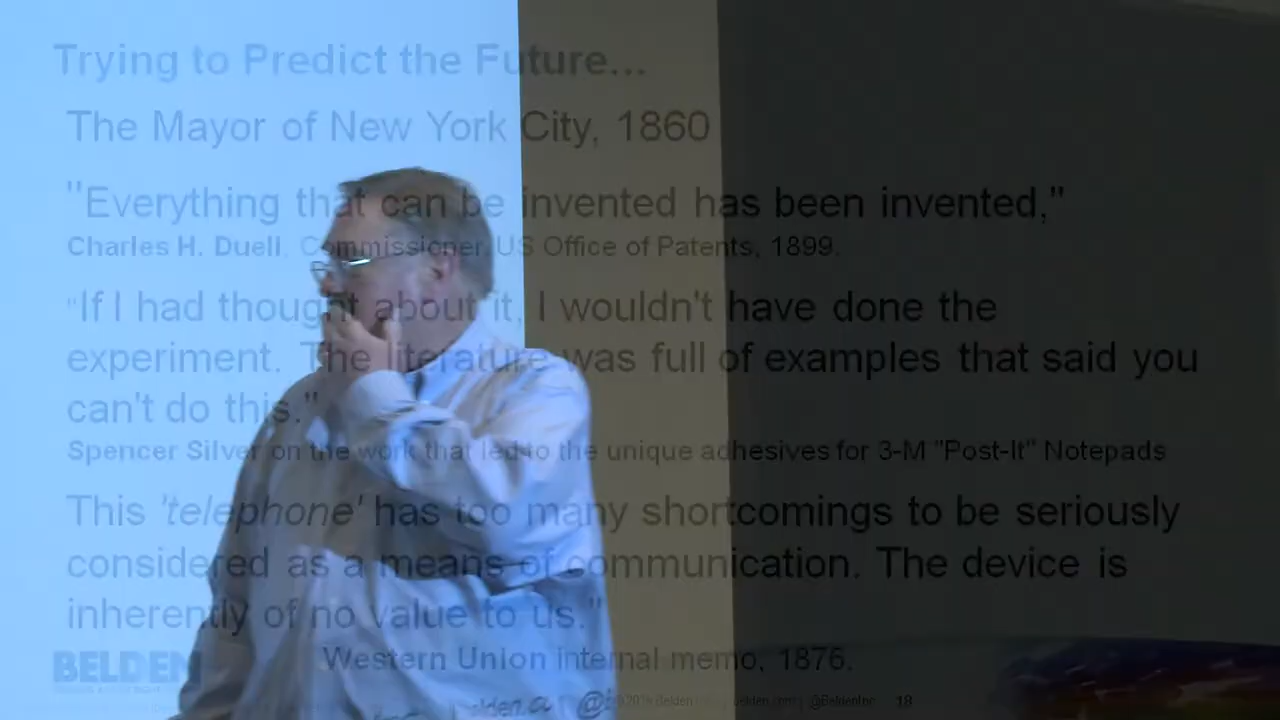 Trying to Predict the Future...
The Mayor of New York City, 1860
"Everything that can be invented has been invented,"
Charles H. Duell, Commissioner, US Office of Patents, 1899.
"If I had thought about it, I wouldn't have done the
experiment. The literature was full of examples that said you
can't do this."
Spencer Silver on the work that led to the unique adhesives for 3-M "Post-It" Notepads
This 'telephone' has too many shortcomings to be seriously
considered as a means of communication. The device is
inherently of no value to us."
Western Union internal memo, 1876.
BELDEN
Belden belden.com | @BeldenInc 18